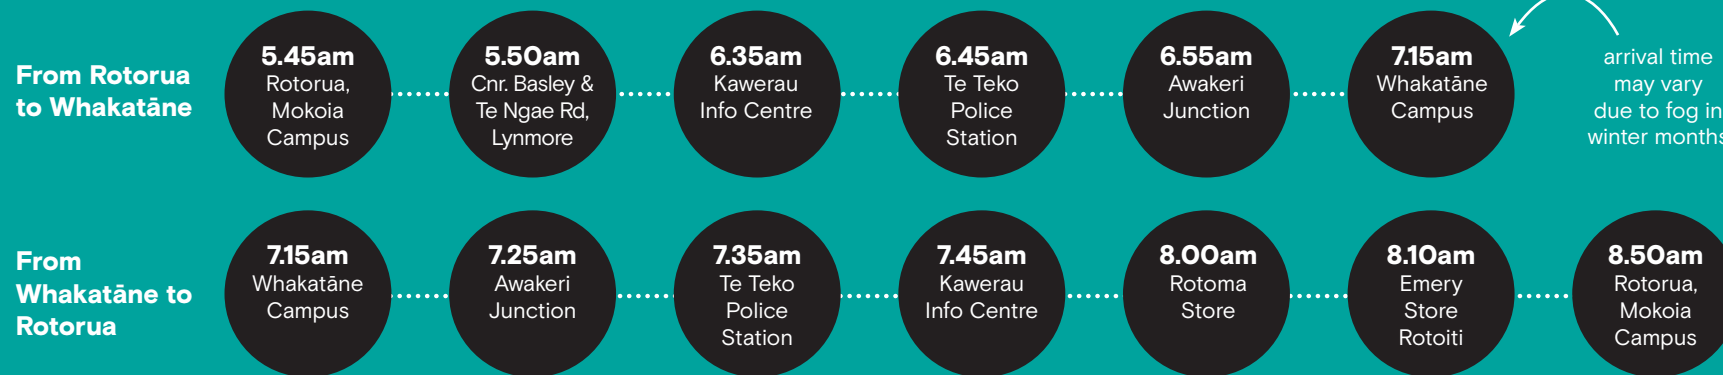 From Rotorua
to Whakatāne
5.45am
Rotorua,
Mokoia
Campus
5.50am
Cnr. Basley &
Te Ngae Rd,
Lynmore
6.35am
Kawerau
Info Centre
6.45am
Te Teko
Police
Station
6.55am
Awakeri
Junction
7.15am
Whakatāne
Campus
arrival time
may vary
due to fog in
winter months
From
Whakatāne to
Rotorua
7.15am
Whakatāne
Campus
7.25am
Awakeri
Junction
7.35am
Te Teko
Police
Station
7.45am
Kawerau
Info Centre
8.00am
Rotoma
Store
8.10am
Emery
Store
Rotoiti
8.50am
Rotorua,
Mokoia
Campus